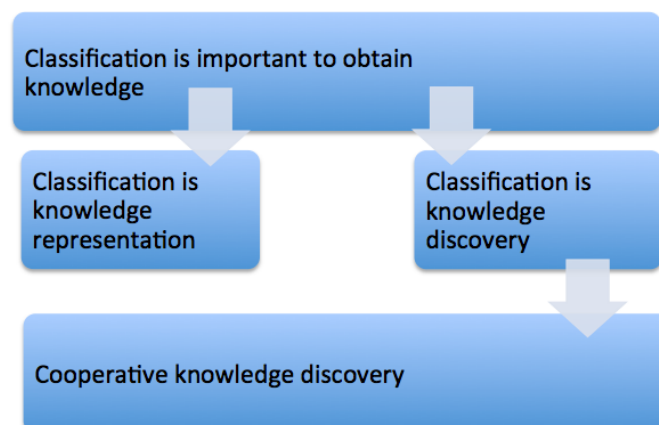 Classification is important to obtain
knowledge
Classification is
knowledge
representation
Classification is
knowledge
discovery
Cooperative knowledge discovery